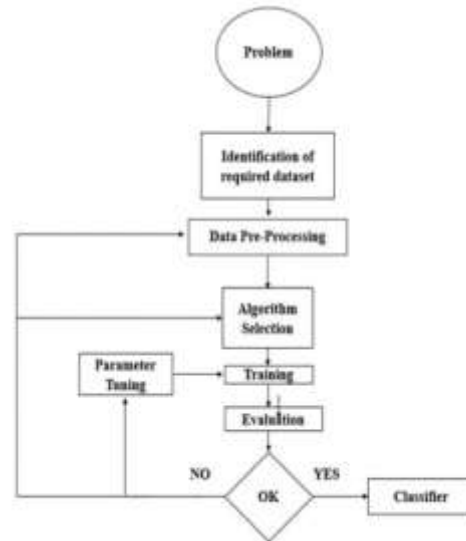 Problem
Identification of
required dataset
Data Pre-Processing
Algorithm
Selection
Parameter
Tuning
Training
Evaluation
NO
YES
OK
Classifier